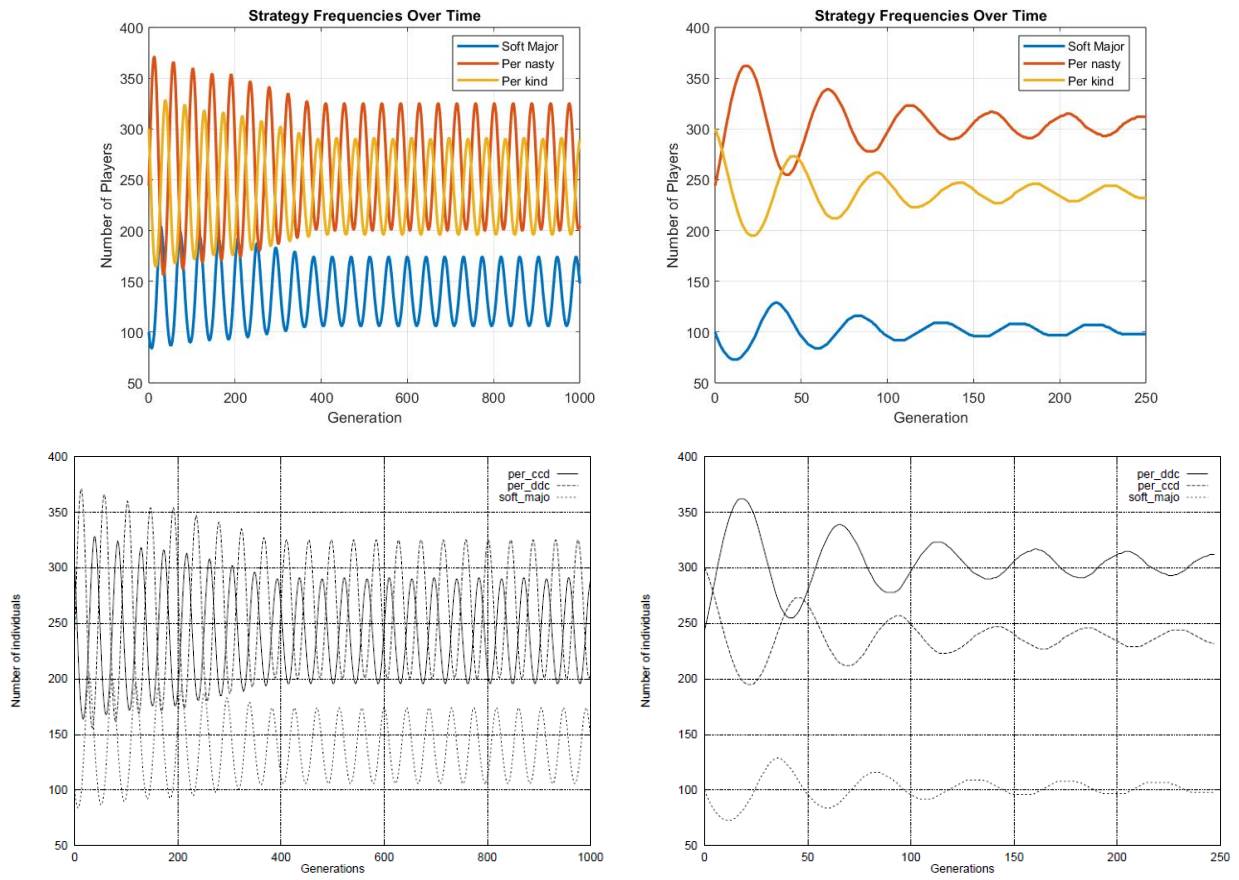 Strategy Frequencies Over Time
Number of Players
400
350
300
250
200
150
100
50
Soft Major
Per nasty
Per kind
0
200
400
600
800
1000
Generation
Strategy Frequencies Over Time
Number of Players
400
350
300
250
200
150
100
50
Soft Major
Per nasty
Per kind
0
50
100
150
200
250
Generation
Number of individuals
400
350
300
250
200
150
100
50
per_ccd
per_ddc
soft_majo
0
200
400
600
800
1000
Generations
Number of individuals
400
350
300
250
200
150
100
50
per_ddc
per_ccd
soft_majo
0
50
100
150
200
250
Generations